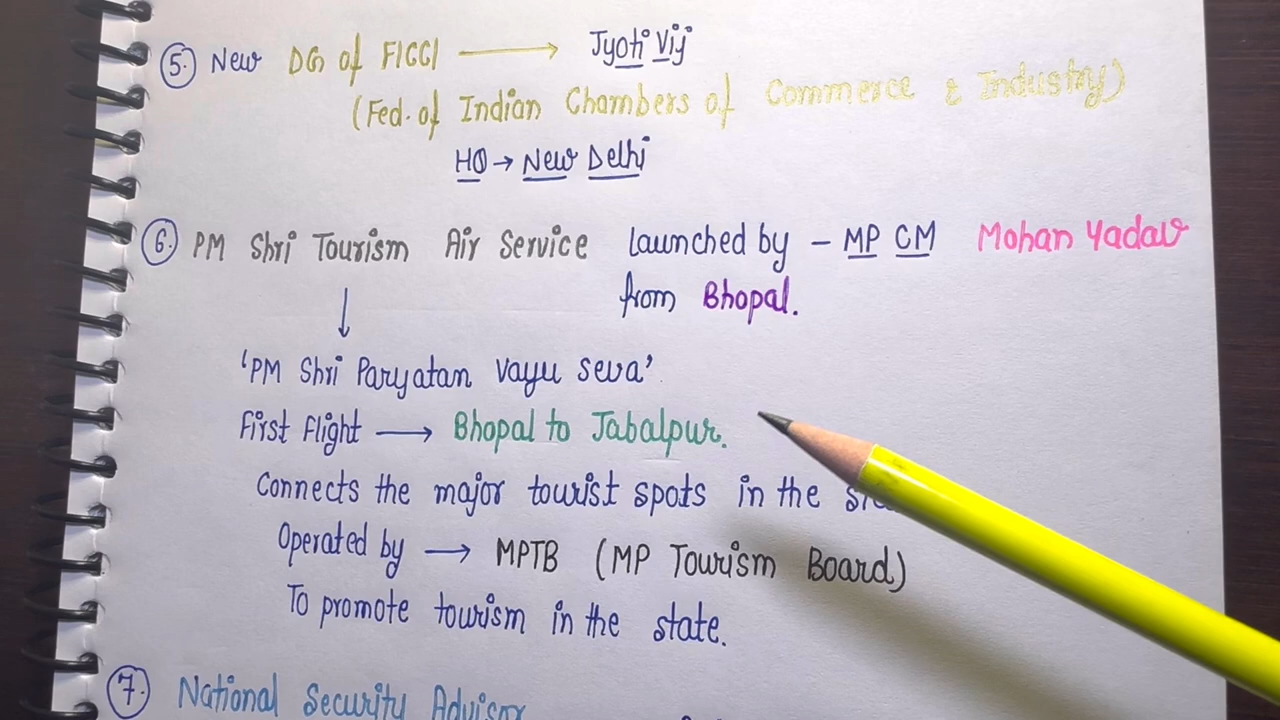 5. New DG of FICCI → Jyoti Vij
(Fed. of Indian Chambers of Commerce & Industry)
HQ → New Delhi
6. PM Shri Tourism Air Service launched by - MP CM Mohan Yadav
from Bhopal.
↓
'PM Shri Paryatan Vayu Seva'
First Flight → Bhopal to Jabalpur.
Connects the major tourist spots in the
Operated by → MPTB (MP Tourism Board)
To promote tourism in the state.
7. National Security Advisor